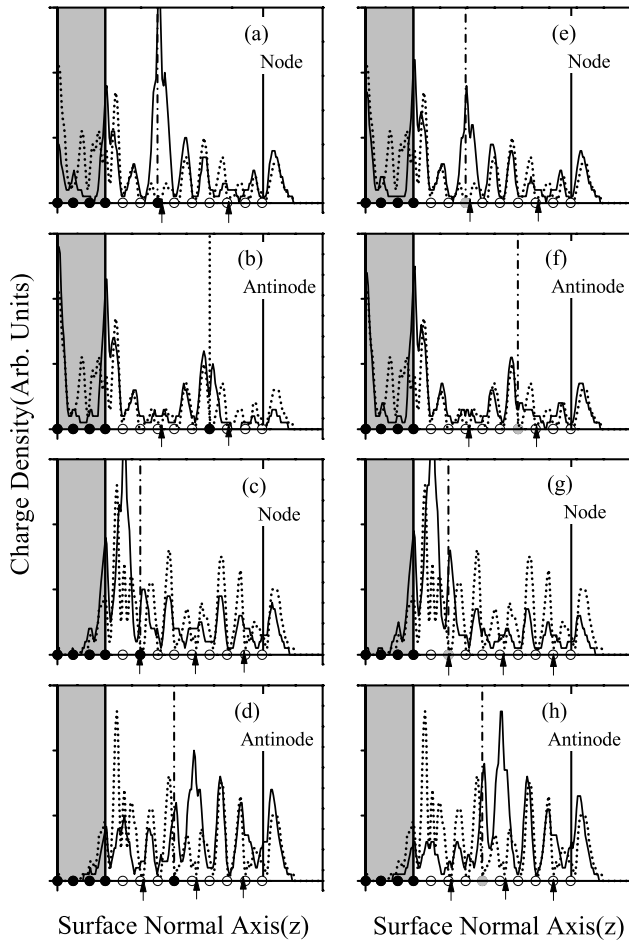 (a)
Node
(e)
Node
(b)
Antinode
(f)
Antinode
(c)
Node
(g)
Node
(d)
Antinode
(h)
Antinode
Charge Density(Arb. Units)
Surface Normal Axis(z)
Surface Normal Axis(z)